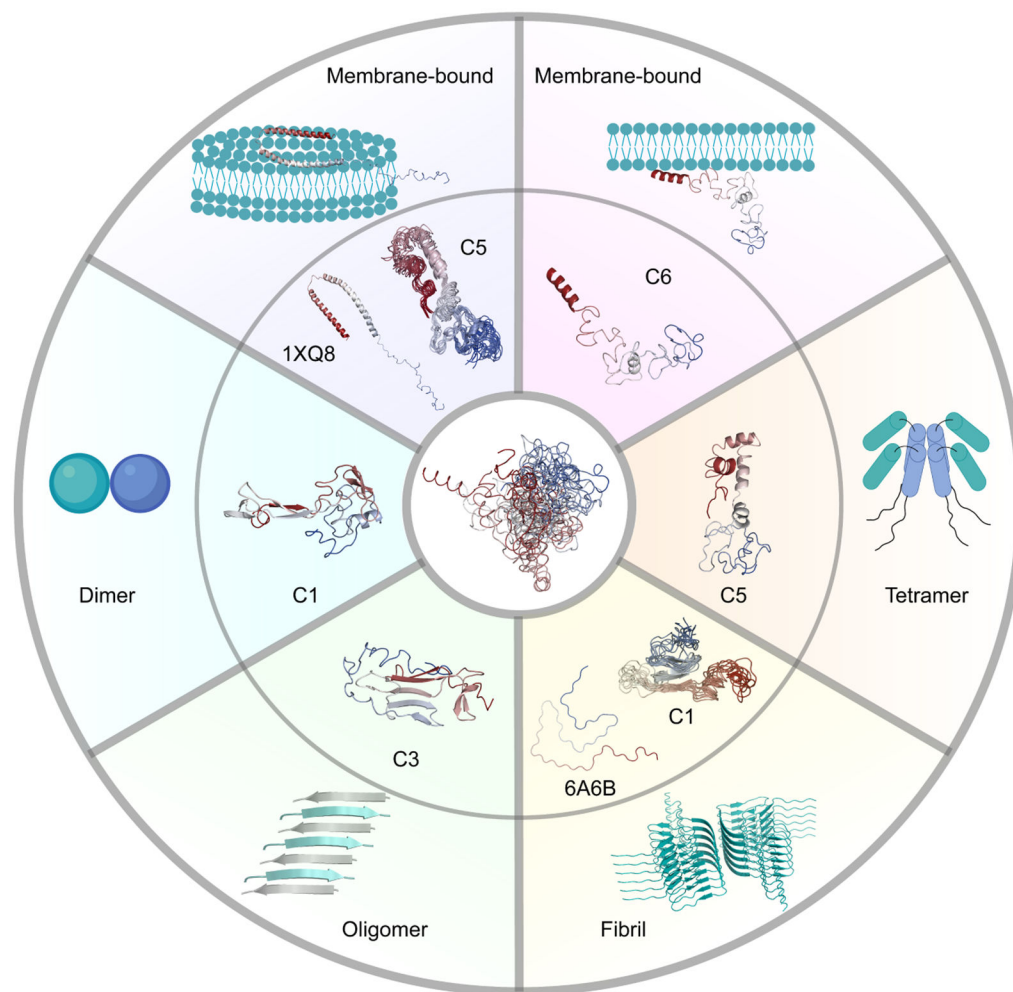 Membrane-bound
Membrane-bound
C5
1XQ8
C6
Dimer
C1
C5
Tetramer
C3
C1
6A6B
Oligomer
Fibril